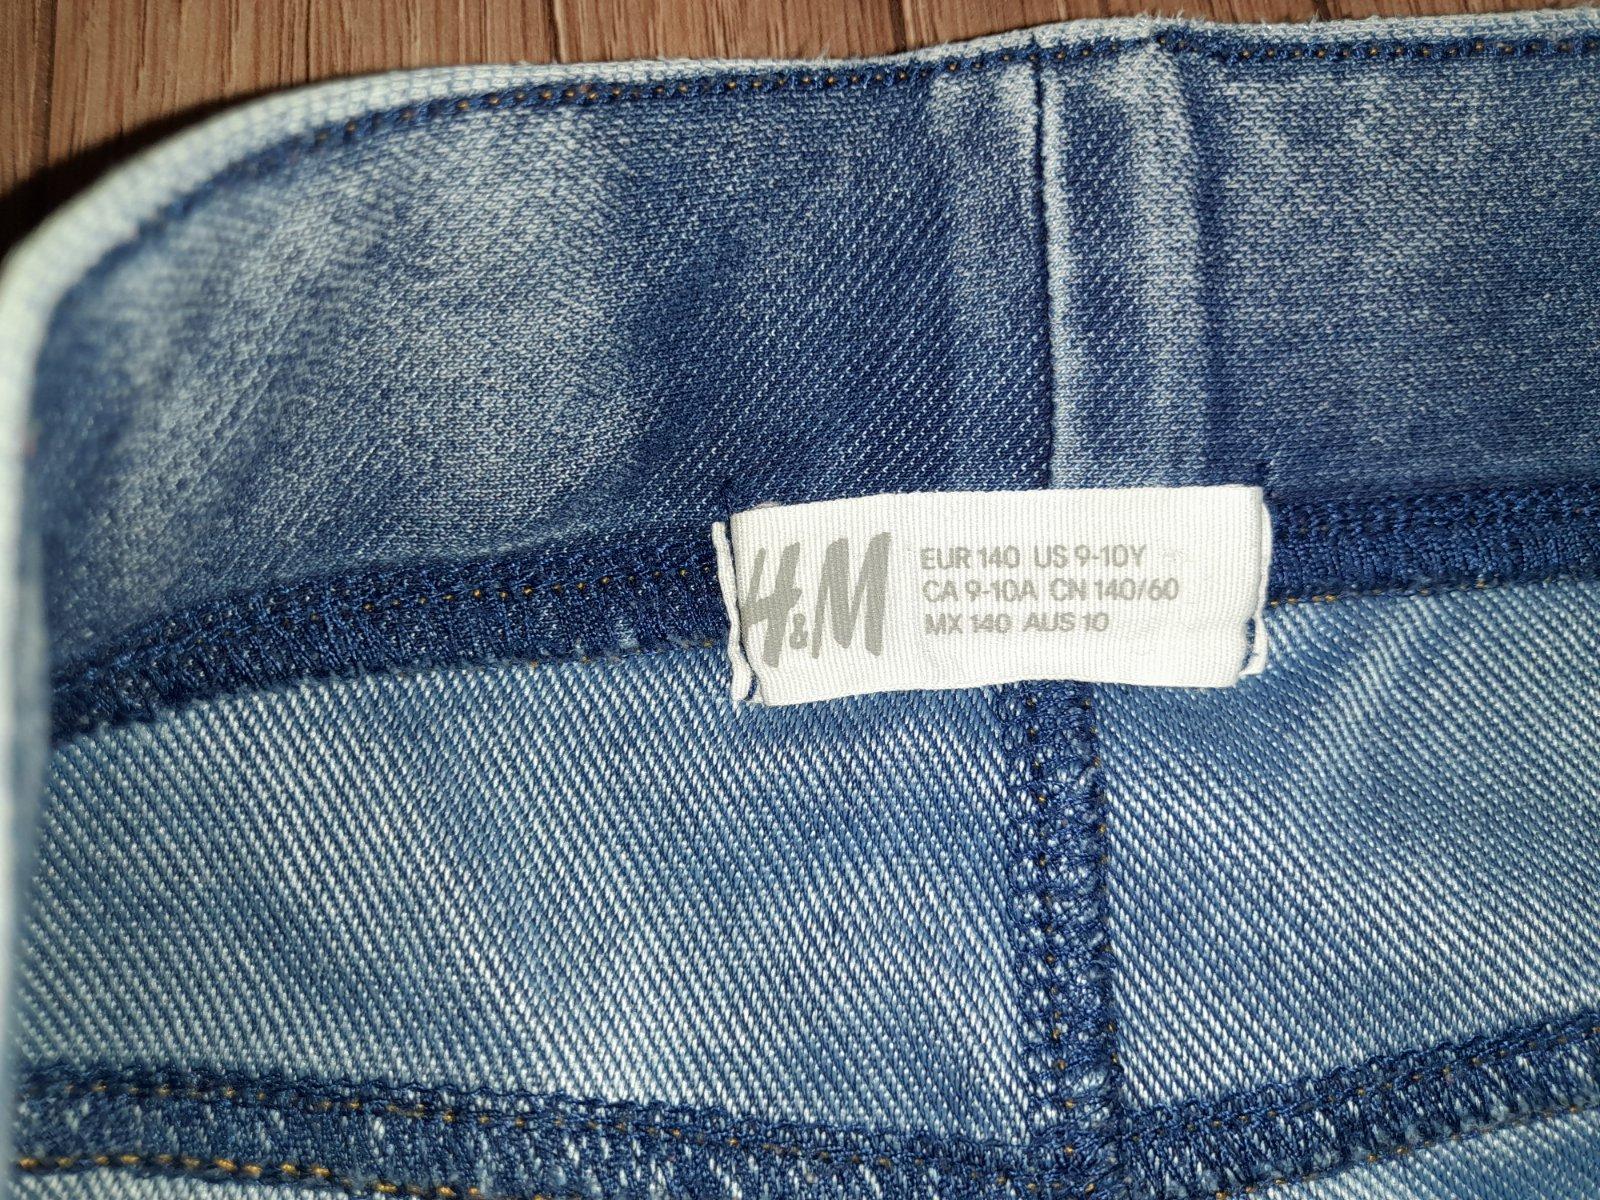 H&M
EUR 140 US 9-10Y
CA 9-10A CN 140/60
MX 140 AUS 10